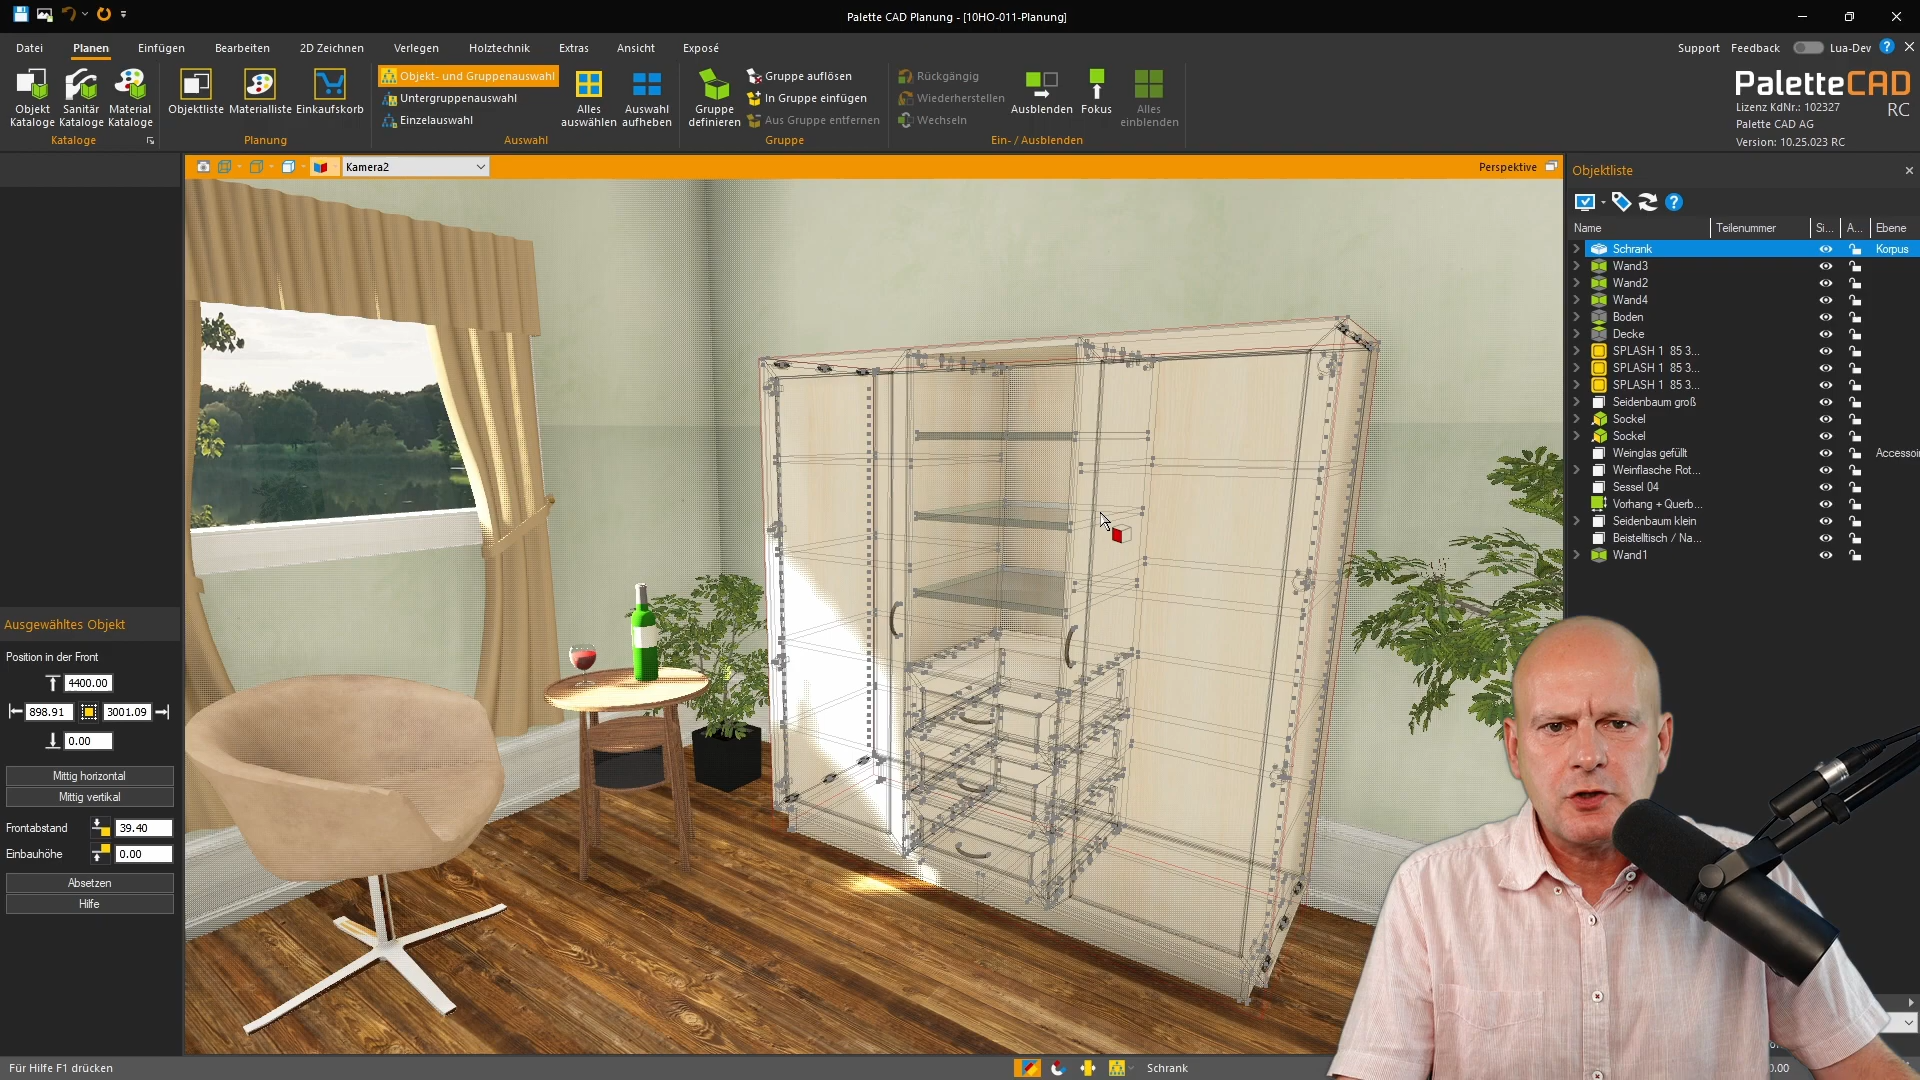 Palette CAD Planung - [10HO-011-Planung]
Datei Planen Einfügen Bearbeiten 2D Zeichnen Verlegen Holztechnik Extras Ansicht Exposé
Support Feedback Lua-Dev
Objekt Kataloge
Sanitär Kataloge
Material Kataloge
Kataloge
Objektliste
Materialliste
Einkaufskorb
Planung
Objekt- und Gruppenauswahl
Untergruppenauswahl
Einzelauswahl
Alles auswählen
Auswahl aufheben
Auswahl
Gruppe definieren
Gruppe auflösen
In Gruppe einfügen
Aus Gruppe entfernen
Gruppe
Rückgängig
Wiederherstellen
Wechseln
Ausblenden
Fokus
Alles einblenden
Ein- / Ausblenden
PaletteCAD
RC
Lizenz KdNr.: 102327
Palette CAD AG
Version: 10.25.023 RC
Kamera2
Perspektive
Objektliste
Name Teilenummer Si... A... Ebene
Schrank Korpus
Wand3
Wand2
Wand4
Boden
Decke
SPLASH 1 85 3...
SPLASH 1 85 3...
SPLASH 1 85 3...
Seidenbaum groß
Sockel
Sockel
Weinglas gefüllt Accessoi
Weinflasche Rot...
Sessel 04
Vorhang + Querb...
Seidenbaum klein
Beistelltisch / Na...
Wand1
Ausgewähltes Objekt
Position in der Front
4400.00
898.91 3001.09
0.00
Mittig horizontal
Mittig vertikal
Frontabstand 39.40
Einbauhöhe 0.00
Absetzen
Hilfe
Für Hilfe F1 drücken
Schrank
0.00